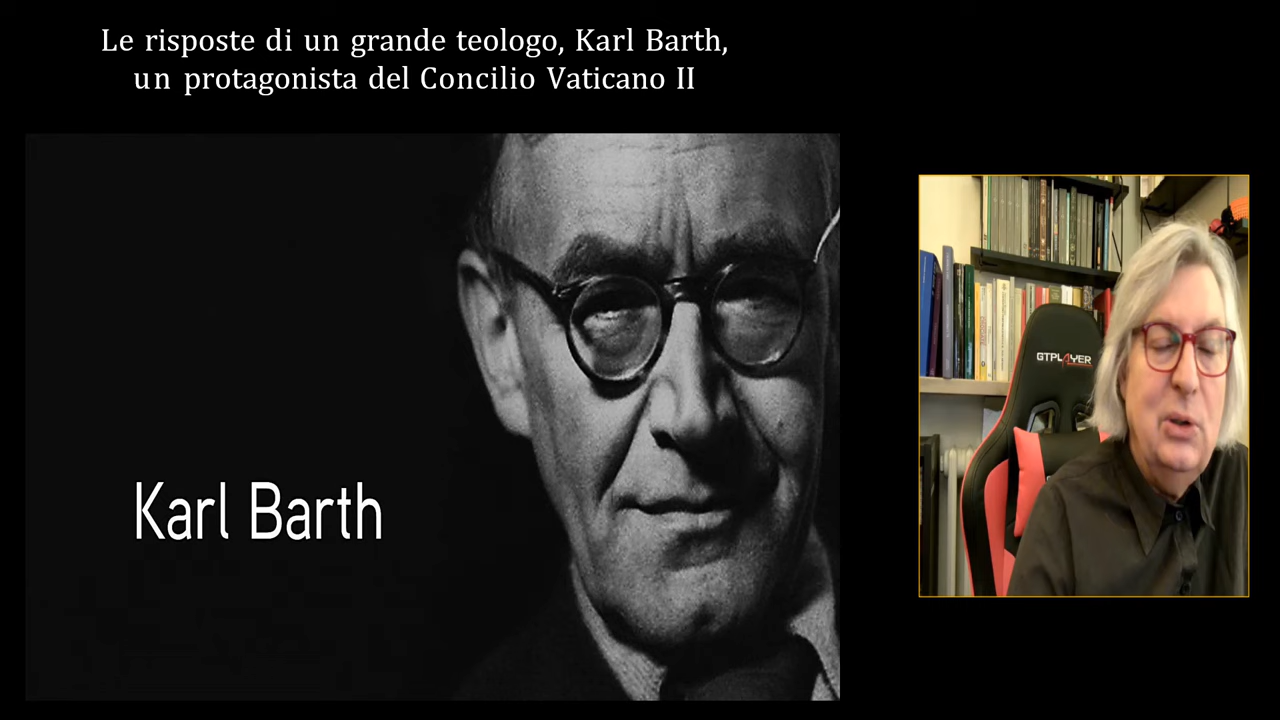 Le risposte di un grande teologo, Karl Barth,
un protagonista del Concilio Vaticano II
Karl Barth
GTPLAYER